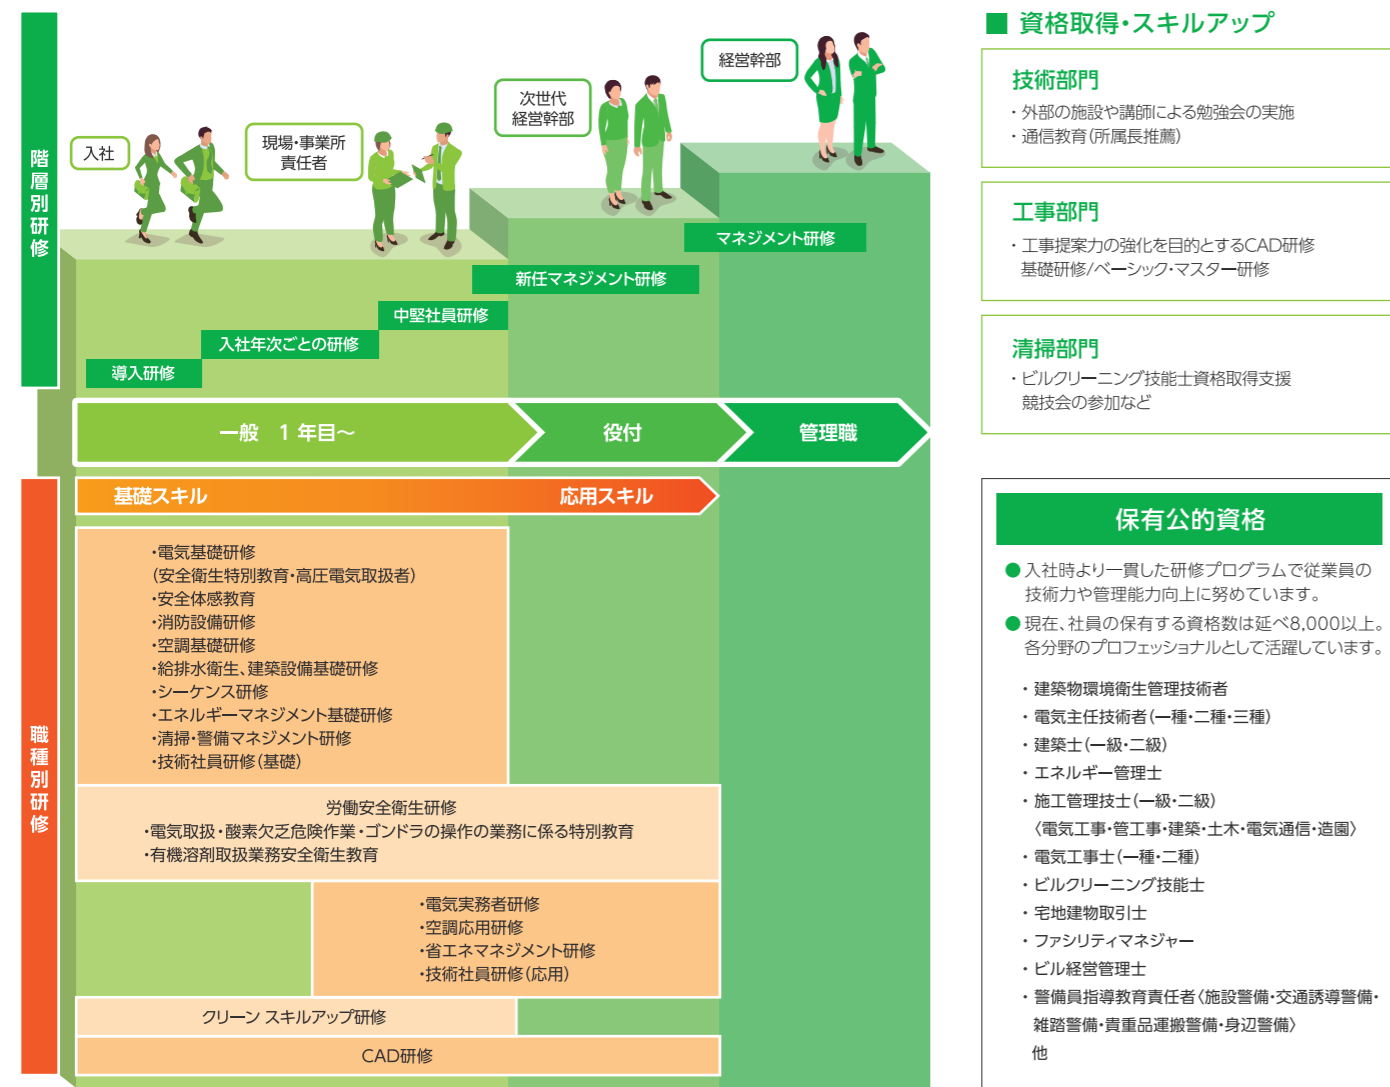 階層別研修
入社
現場・事業所
責任者
次世代
経営幹部
経営幹部
マネジメント研修
新任マネジメント研修
中堅社員研修
入社年次ごとの研修
導入研修
一般 1 年目～
役付
管理職
職種別研修
基礎スキル
応用スキル
・電気基礎研修
(安全衛生特別教育・高圧電気取扱者)
・安全体感教育
・消防設備研修
・空調基礎研修
・給排水衛生、建築設備基礎研修
・シーケンス研修
・エネルギーマネジメント基礎研修
・清掃・警備マネジメント研修
・技術社員研修(基礎)
労働安全衛生研修
・電気取扱・酸素欠乏危険作業・ゴンドラの操作の業務に係る特別教育
・有機溶剤取扱業務安全衛生教育
・電気実務者研修
・空調応用研修
・省エネマネジメント研修
・技術社員研修(応用)
クリーン スキルアップ研修
CAD研修
■ 資格取得・スキルアップ
技術部門
・外部の施設や講師による勉強会の実施
・通信教育(所属長推薦)
工事部門
・工事提案力の強化を目的とするCAD研修
基礎研修/ベーシック・マスター研修
清掃部門
・ビルクリーニング技能士資格取得支援
競技会の参加など
保有公的資格
●入社時より一貫した研修プログラムで従業員の
技術力や管理能力向上に努めています。
●現在、社員の保有する資格数は延べ8,000以上。
各分野のプロフェッショナルとして活躍しています。
・建築物環境衛生管理技術者
・電気主任技術者(一種・二種・三種)
・建築士(一級・二級)
・エネルギー管理士
・施工管理技士(一級・二級)
〈電気工事・管工事・建築・土木・電気通信・造園〉
・電気工事士(一種・二種)
・ビルクリーニング技能士
・宅地建物取引士
・ファシリティマネジャー
・ビル経営管理士
・警備員指導教育責任者〈施設警備・交通誘導警備・
雑踏警備・貴重品運搬警備・身辺警備〉
他